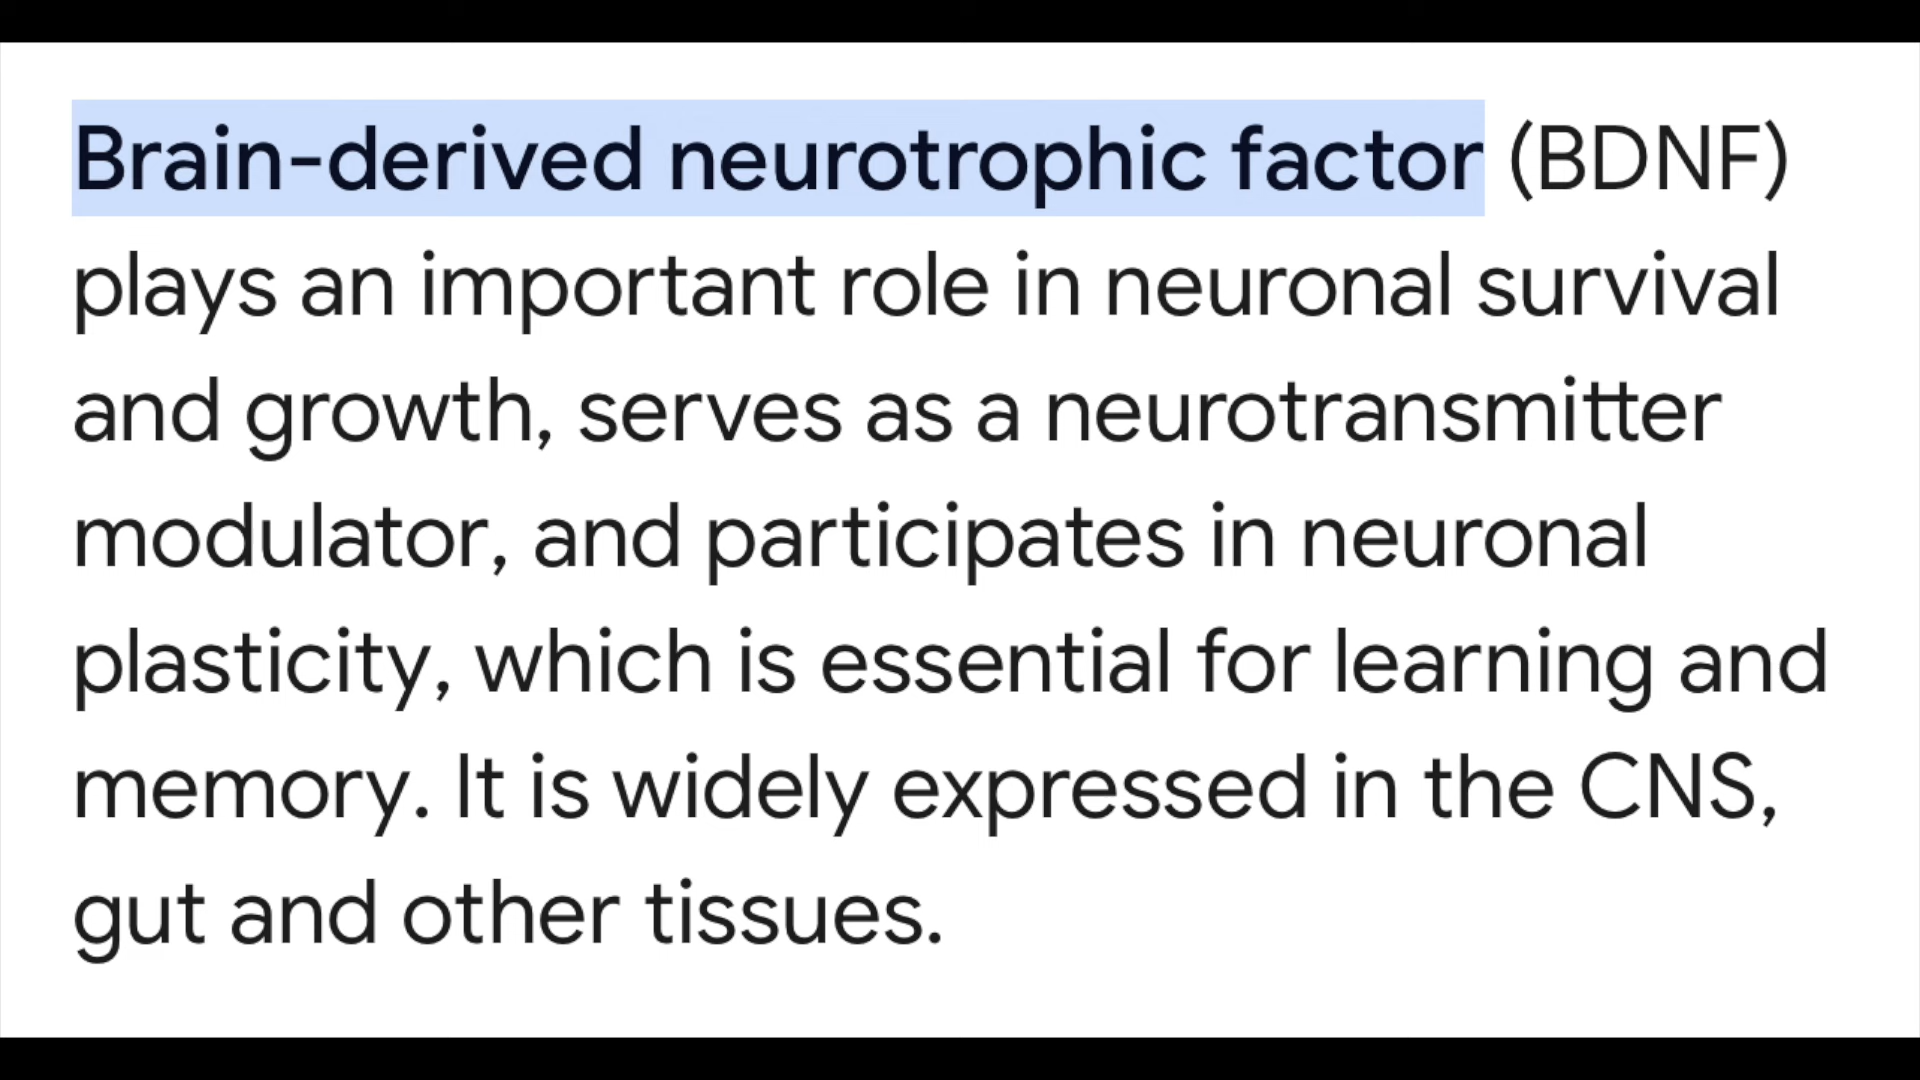 Brain-derived neurotrophic factor (BDNF)
plays an important role in neuronal survival
and growth, serves as a neurotransmitter
modulator, and participates in neuronal
plasticity, which is essential for learning and
memory. It is widely expressed in the CNS,
gut and other tissues.